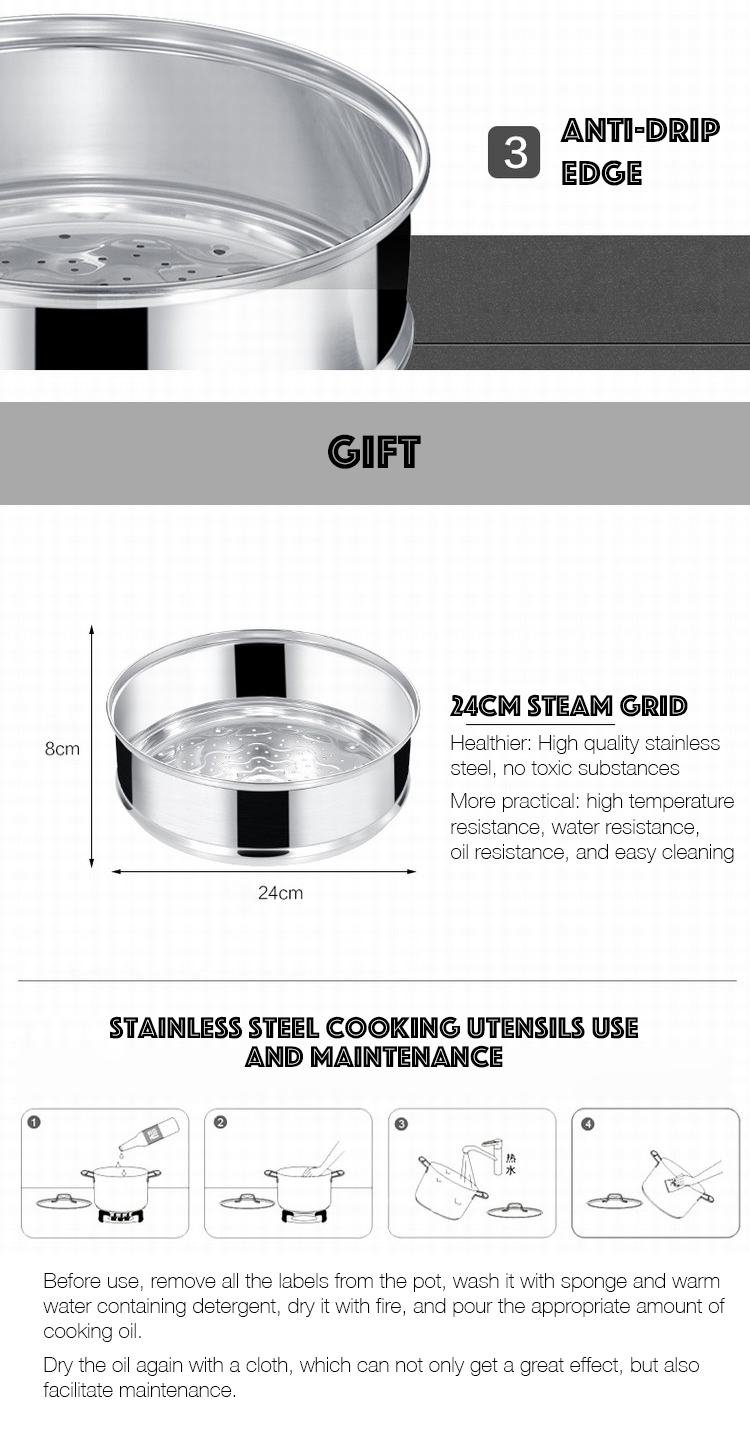 3
ANTI-DRIP
EDGE
GIFT
8cm
24cm
24CM STEAM GRID
Healthier: High quality stainless
steel, no toxic substances
More practical: high temperature
resistance, water resistance,
oil resistance, and easy cleaning
STAINLESS STEEL COOKING UTENSILS USE
AND MAINTENANCE
1
2
3
热
水
4
Before use, remove all the labels from the pot, wash it with sponge and warm
water containing detergent, dry it with fire, and pour the appropriate amount of
cooking oil.
Dry the oil again with a cloth, which can not only get a great effect, but also
facilitate maintenance.